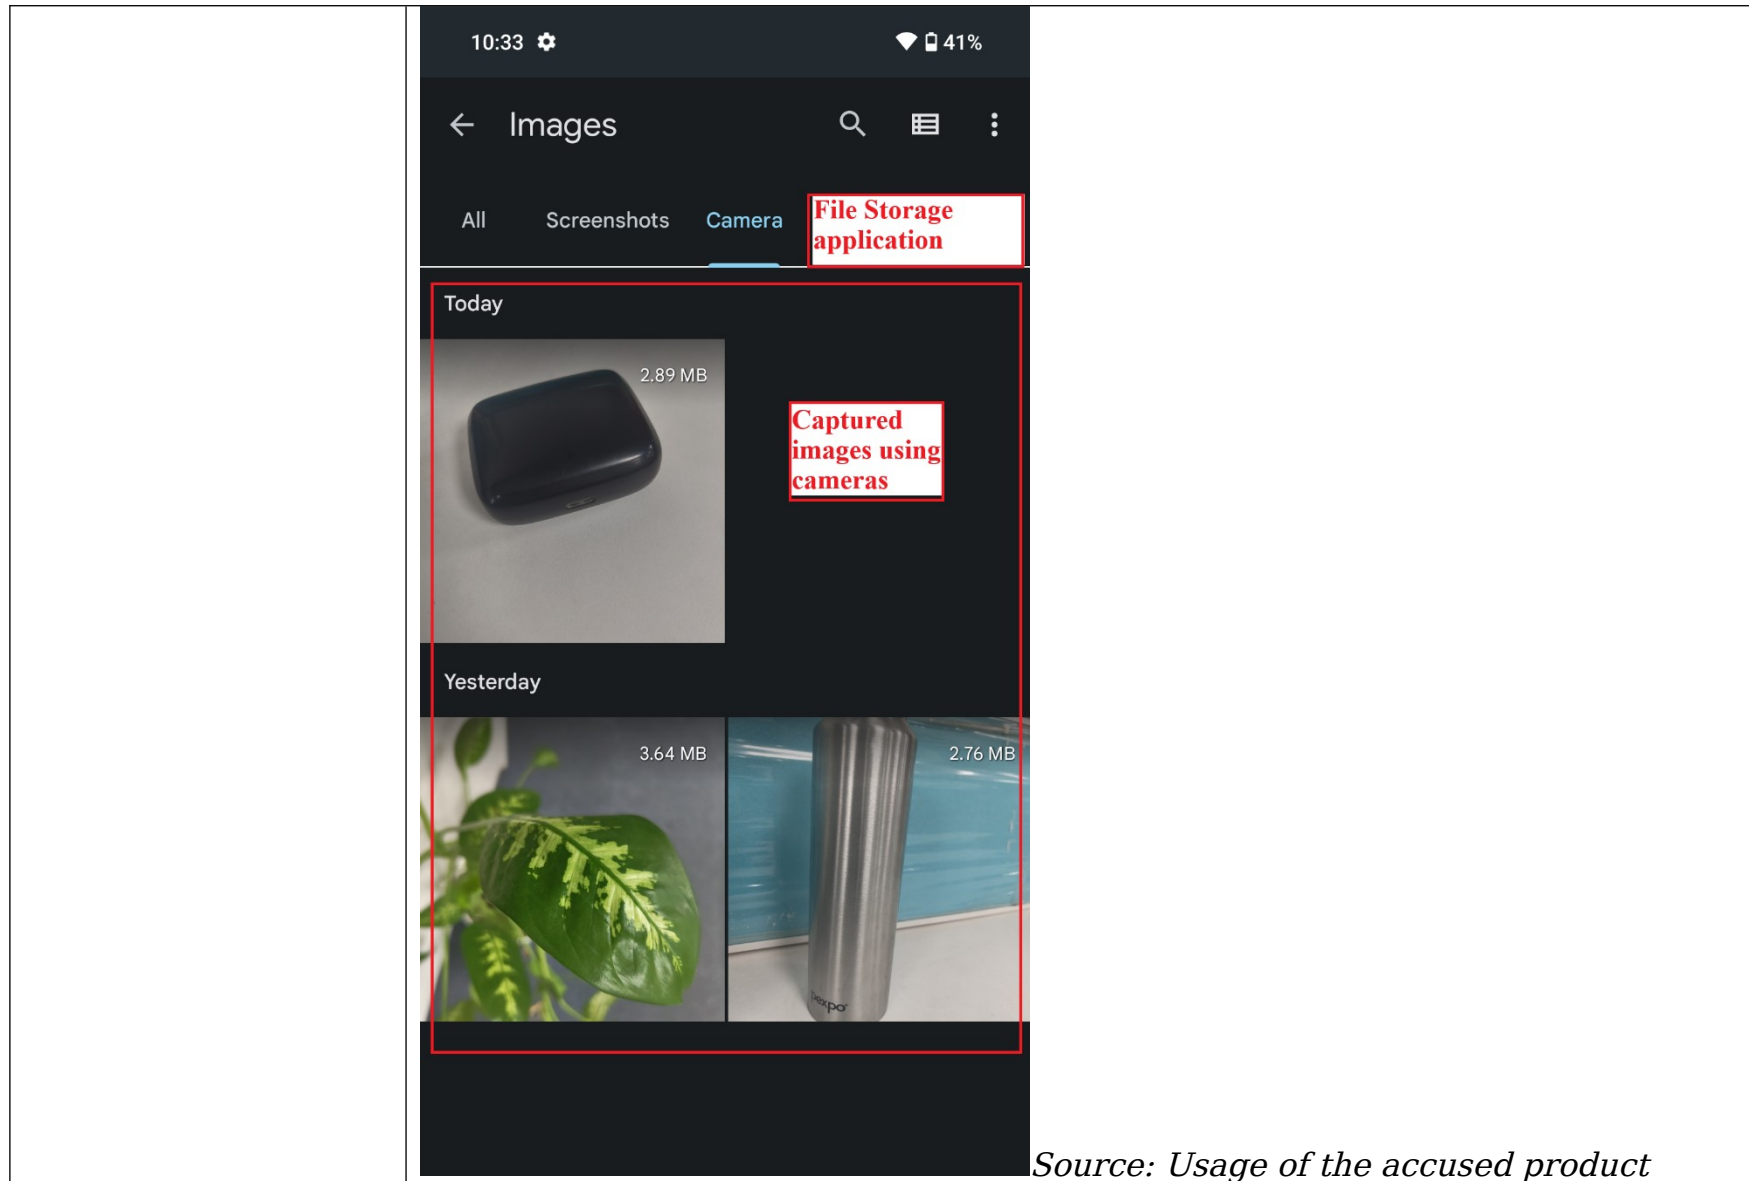 10:33 41%
Images
All Screenshots Camera
File Storage
application
Today
2.89 MB
Captured
images using
cameras
Yesterday
3.64 MB 2.76 MB
pexpo
Source: Usage of the accused product